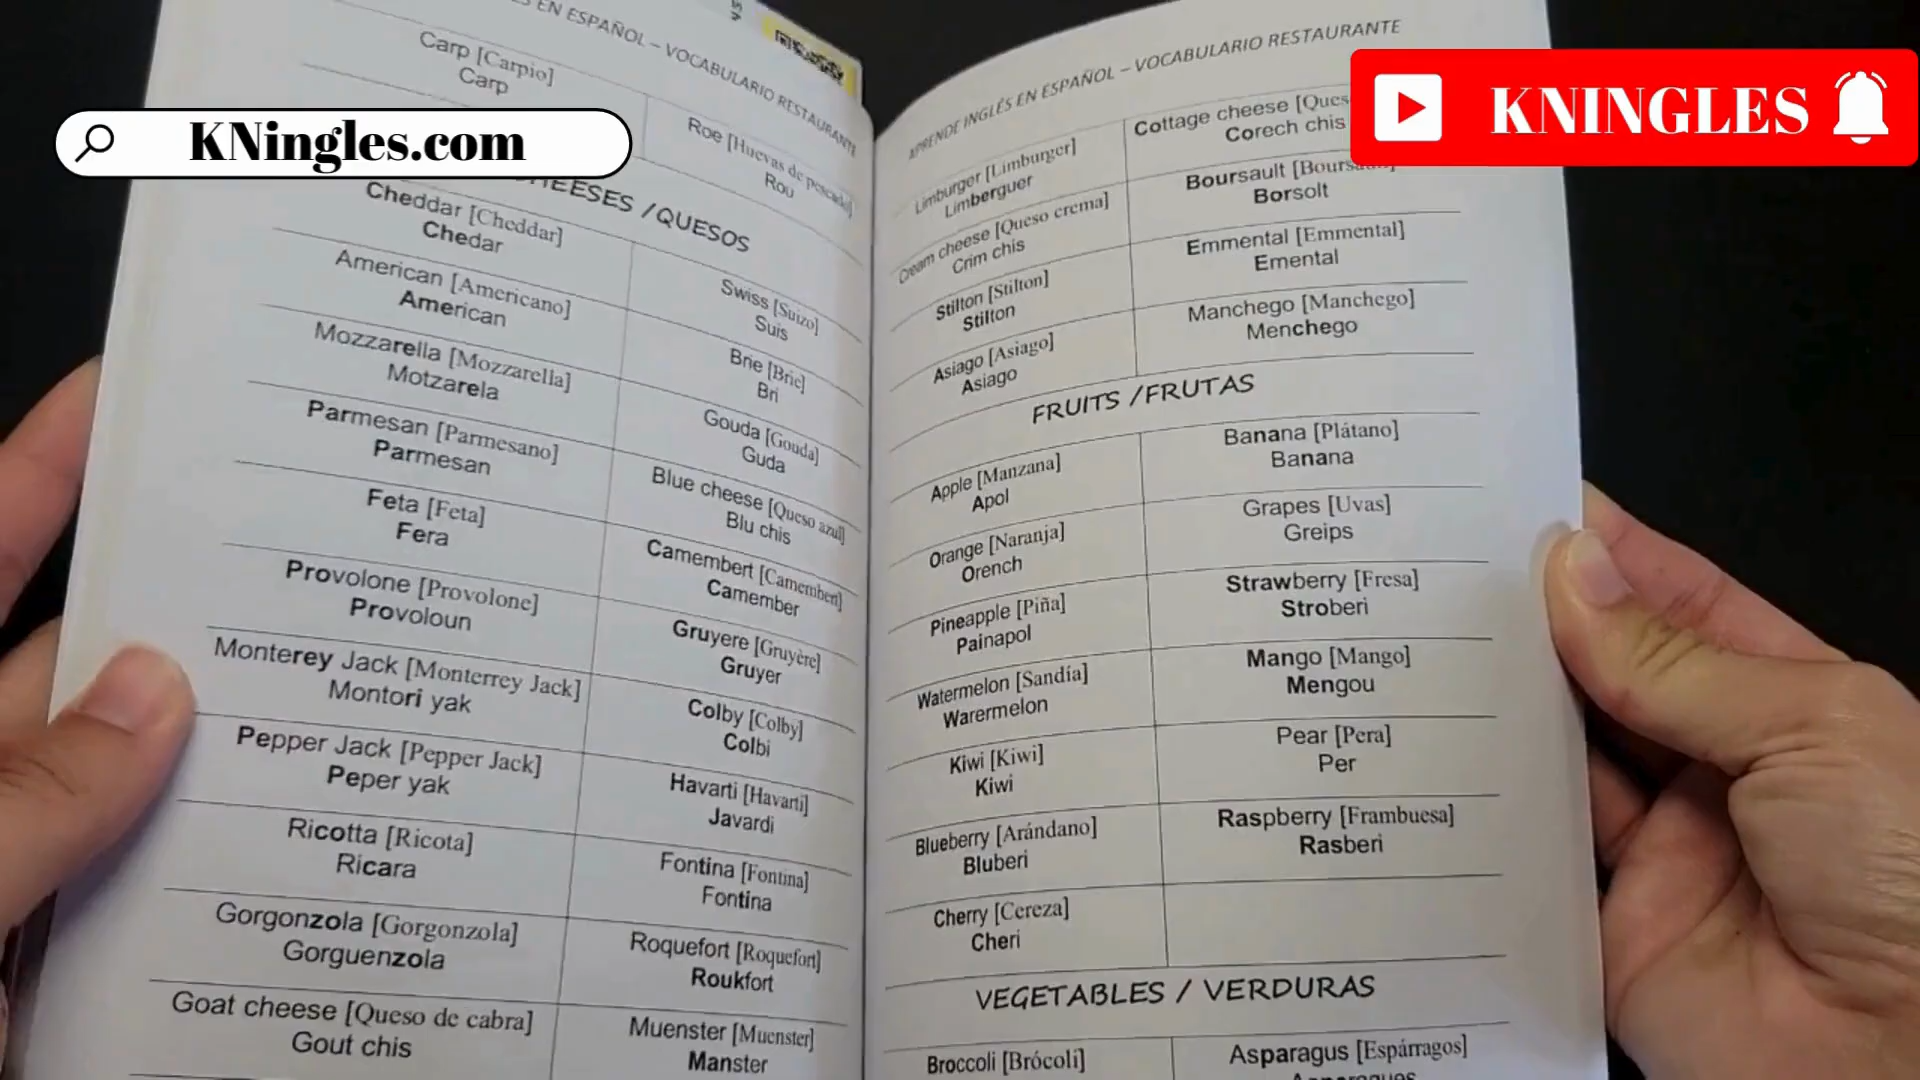 EN ESPAÑOL – VOCABULARIO RESTAURANTE
Carp [Carpio]
Carp
Roe [Huevas de pescado]
Rou
KNingles.com
CHEESES /QUESOS
Cheddar [Cheddar]
Chedar
Swiss [Suizo]
Suis
American [Americano]
American
Brie [Brie]
Bri
Mozzarella [Mozzarella]
Motzarela
Gouda [Gouda]
Guda
Parmesan [Parmesano]
Parmesan
Blue cheese [Queso azul]
Blu chis
Feta [Feta]
Fera
Camembert [Camembert]
Camember
Provolone [Provolone]
Provoloun
Gruyere [Gruyère]
Gruyer
Monterey Jack [Monterrey Jack]
Montori yak
Colby [Colby]
Colbi
Pepper Jack [Pepper Jack]
Peper yak
Havarti [Havarti]
Javardi
Ricotta [Ricota]
Ricara
Fontina [Fontina]
Fontina
Gorgonzola [Gorgonzola]
Gorguenzola
Roquefort [Roquefort]
Roukfort
Goat cheese [Queso de cabra]
Gout chis
Muenster [Muenster]
Manster
APRENDE INGLÉS EN ESPAÑOL – VOCABULARIO RESTAURANTE
KNINGLES
Limburger [Limburger]
Limberguer
Cottage cheese
Corech chis
Cream cheese [Queso crema]
Crim chis
Boursault
Borsolt
Stilton [Stilton]
Stilton
Emmental [Emmental]
Emental
Asiago [Asiago]
Asiago
Manchego [Manchego]
Menchego
FRUITS /FRUTAS
Apple [Manzana]
Apol
Banana [Plátano]
Banana
Orange [Naranja]
Orench
Grapes [Uvas]
Greips
Pineapple [Piña]
Painapol
Strawberry [Fresa]
Stroberi
Watermelon [Sandía]
Warermelon
Mango [Mango]
Mengou
Kiwi [Kiwi]
Kiwi
Pear [Pera]
Per
Blueberry [Arándano]
Bluberi
Raspberry [Frambuesa]
Rasberi
Cherry [Cereza]
Cheri
VEGETABLES / VERDURAS
Broccoli [Brócoli]
Asparagus [Espárragos]